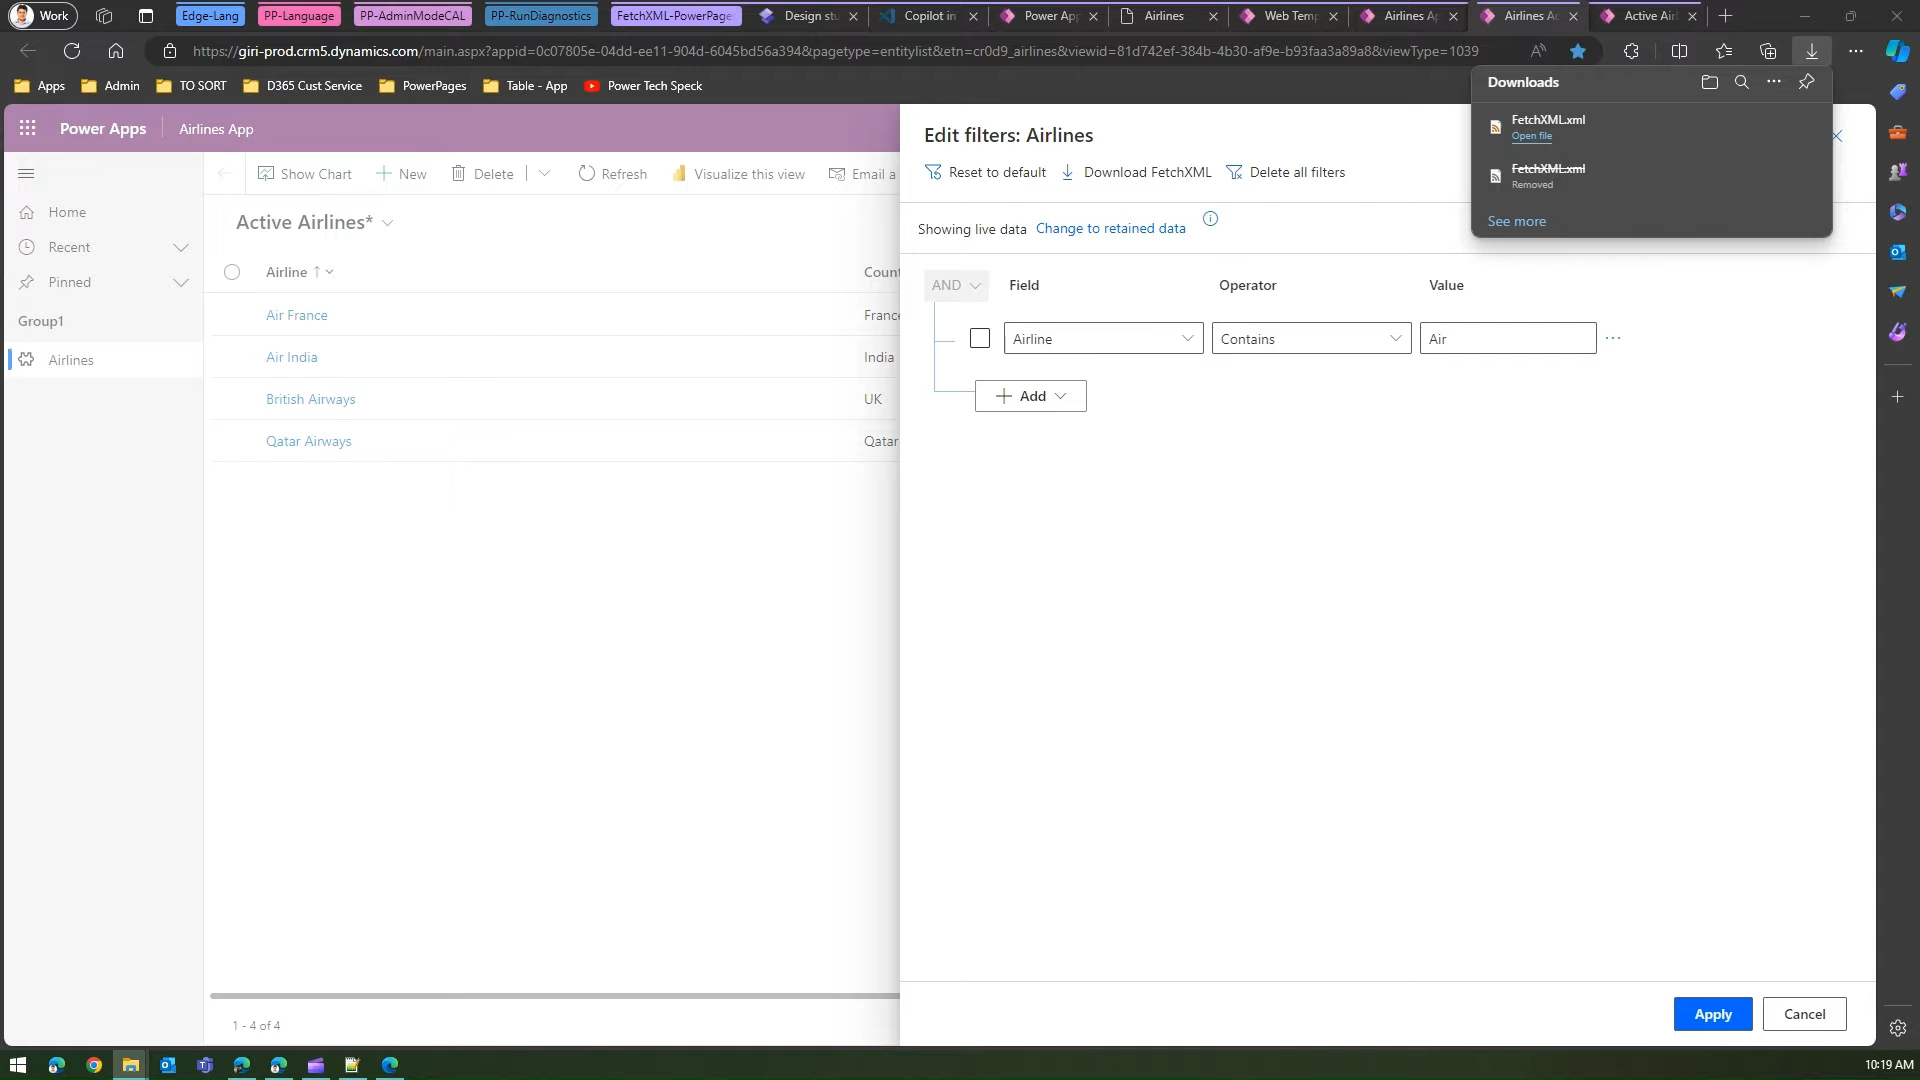 Work
Edge-Lang
PP-Language
PP-AdminModeCAL
PP-RunDiagnostics
FetchXML-PowerPage
Design stu
Copilot in
Power Ap
Airlines
Web Temp
Airlines Ap
Airlines Ac
Active Airl
https://giri-prod.crm5.dynamics.com/main.aspx?appid=0c07805e-04dd-ee11-904d-6045bd56a394&pagetype=entitylist&etn=cr0d9_airlines&viewid=81d742ef-384b-4b30-af9e-b93faa3a89a8&viewType=1039
Apps
Admin
TO SORT
D365 Cust Service
PowerPages
Table - App
Power Tech Speck
Downloads
FetchXML.xml
Open file
FetchXML.xml
Removed
See more
Power Apps
Airlines App
Show Chart
New
Delete
Refresh
Visualize this view
Email a
Home
Recent
Pinned
Group1
Airlines
Active Airlines*
Airline
Count
Air France
France
Air India
India
British Airways
UK
Qatar Airways
Qatar
1 - 4 of 4
Edit filters: Airlines
Reset to default
Download FetchXML
Delete all filters
Showing live data Change to retained data
AND
Field
Operator
Value
Airline
Contains
Air
Add
Apply
Cancel
10:19 AM